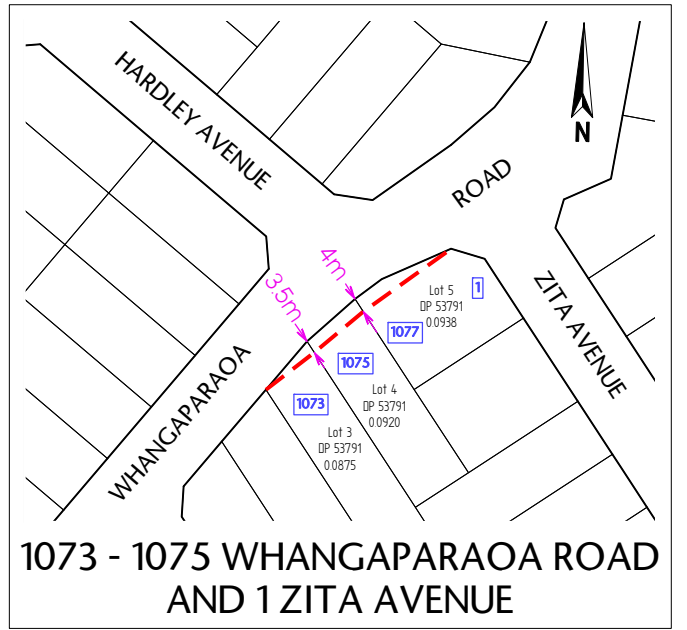 HARDLEY AVENUE
N
ROAD
4m
3.5m
Lot 5
DP 53791
0.0938
1
ZITA AVENUE
1077
1075
Lot 4
DP 53791
0.0920
1073
Lot 3
DP 53791
0.0875
WHANGAPARAOA
1073 - 1075 WHANGAPARAOA ROAD
AND 1 ZITA AVENUE